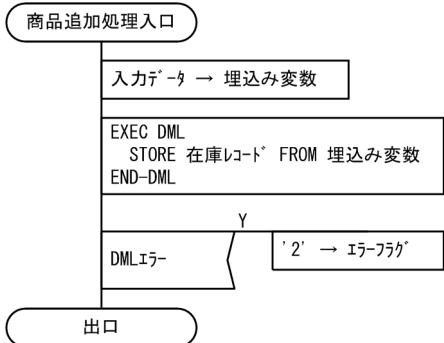 商品追加処理入口
入力ﾃﾞｰﾀ → 埋込み変数
EXEC DML
STORE 在庫ﾚｺｰﾄﾞ FROM 埋込み変数
END-DML
Y
DMLｴﾗｰ
'2' → ｴﾗｰﾌﾗｸﾞ
出口